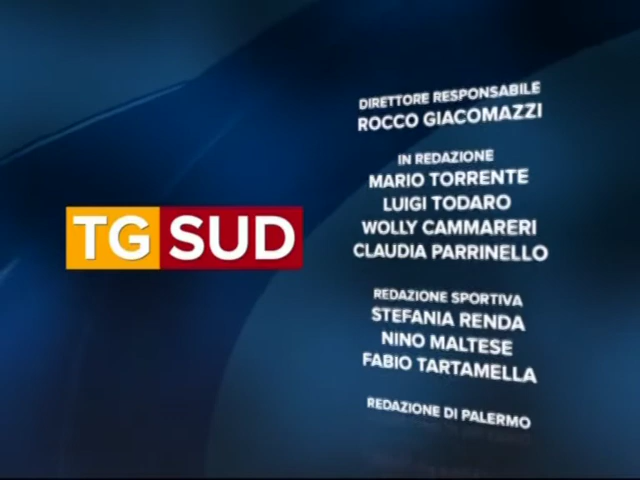 TG SUD
DIRETTORE RESPONSABILE
ROCCO GIACOMAZZI
IN REDAZIONE
MARIO TORRENTE
LUIGI TODARO
WOLLY CAMMARERI
CLAUDIA PARRINELLO
REDAZIONE SPORTIVA
STEFANIA RENDA
NINO MALTESE
FABIO TARTAMELLA
REDAZIONE DI PALERMO